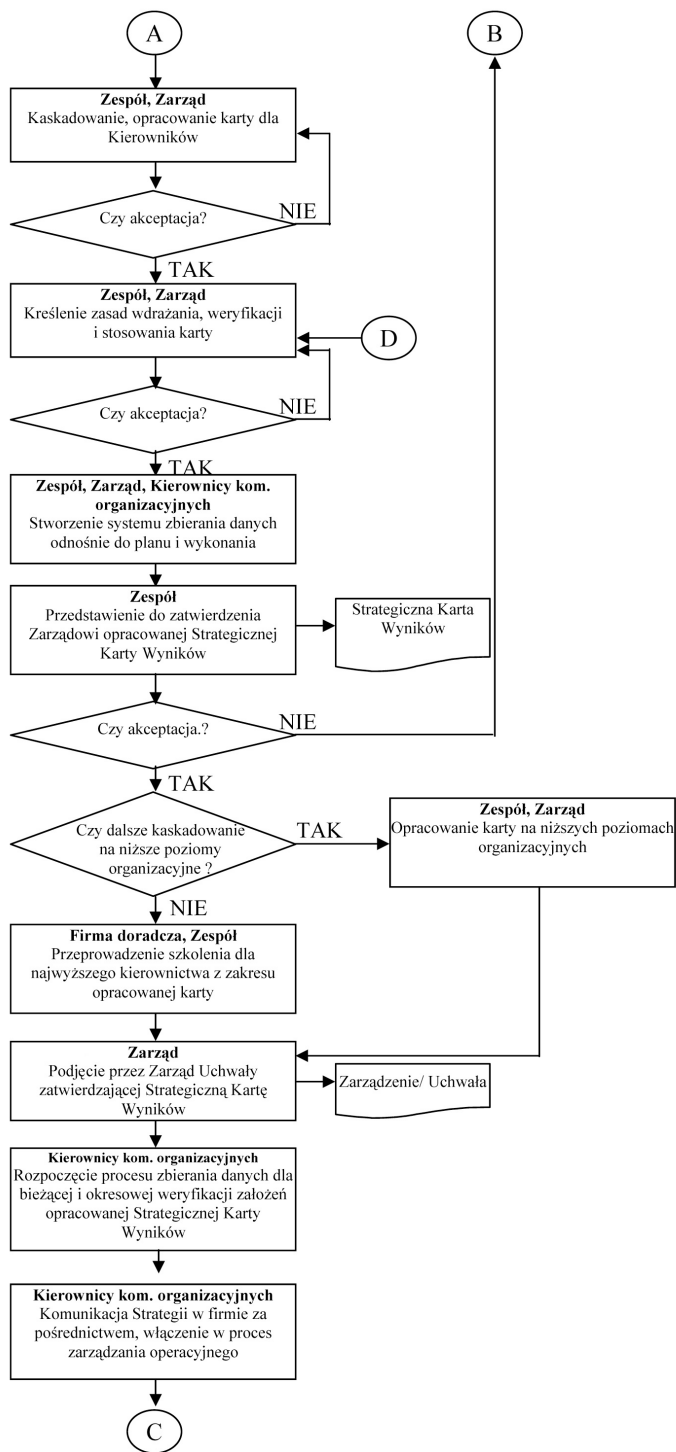 A
B
Zespół, Zarząd
Kaskadowanie, opracowanie karty dla
Kierowników
Czy akceptacja?
NIE
TAK
Zespół, Zarząd
Kreślenie zasad wdrażania, weryfikacji
i stosowania karty
D
Czy akceptacja?
NIE
TAK
Zespół, Zarząd, Kierownicy kom.
organizacyjnych
Stworzenie systemu zbierania danych
odnośnie do planu i wykonania
Zespół
Przedstawienie do zatwierdzenia
Zarządowi opracowanej Strategicznej
Karty Wyników
Strategiczna Karta
Wyników
Czy akceptacja.?
NIE
TAK
Czy dalsze kaskadowanie
na niższe poziomy
organizacyjne ?
TAK
Zespół, Zarząd
Opracowanie karty na niższych poziomach
organizacyjnych
NIE
Firma doradcza, Zespół
Przeprowadzenie szkolenia dla
najwyższego kierownictwa z zakresu
opracowanej karty
Zarząd
Podjęcie przez Zarząd Uchwały
zatwierdzającej Strategiczną Kartę
Wyników
Zarządzenie/ Uchwała
Kierownicy kom. organizacyjnych
Rozpoczęcie procesu zbierania danych dla
bieżącej i okresowej weryfikacji założeń
opracowanej Strategicznej Karty
Wyników
Kierownicy kom. organizacyjnych
Komunikacja Strategii w firmie za
pośrednictwem, włączenie w proces
zarządzania operacyjnego
C